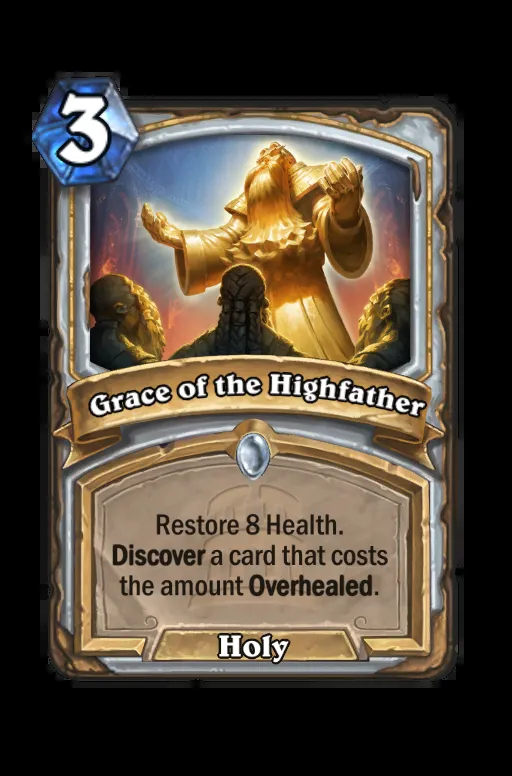 3
Grace of the Highfather
Restore 8 Health.
Discover a card that costs
the amount Overhealed.
Holy